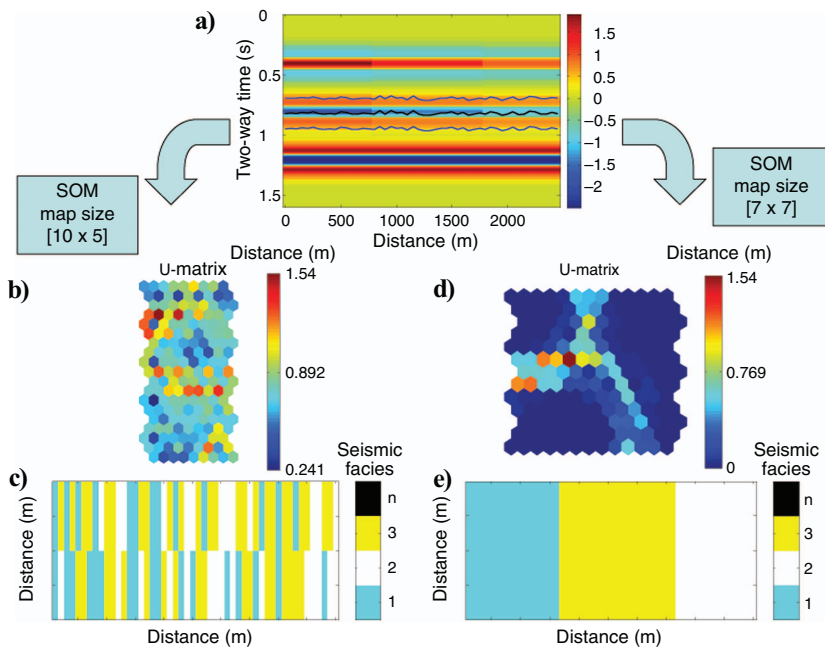 a)
Two-way time (s)
0
0.5
1
1.5
0 500 1000 1500 2000
Distance (m)
1.5
1
0.5
0
−0.5
−1
−1.5
−2
SOM
map size
[10 x 5]
SOM
map size
[7 x 7]
Distance (m)
b)
U-matrix
1.54
0.892
0.241
Distance (m)
d)
U-matrix
1.54
0.769
0
c)
Distance (m)
Distance (m)
Seismic
facies
n
3
2
1
e)
Distance (m)
Distance (m)
Seismic
facies
n
3
2
1